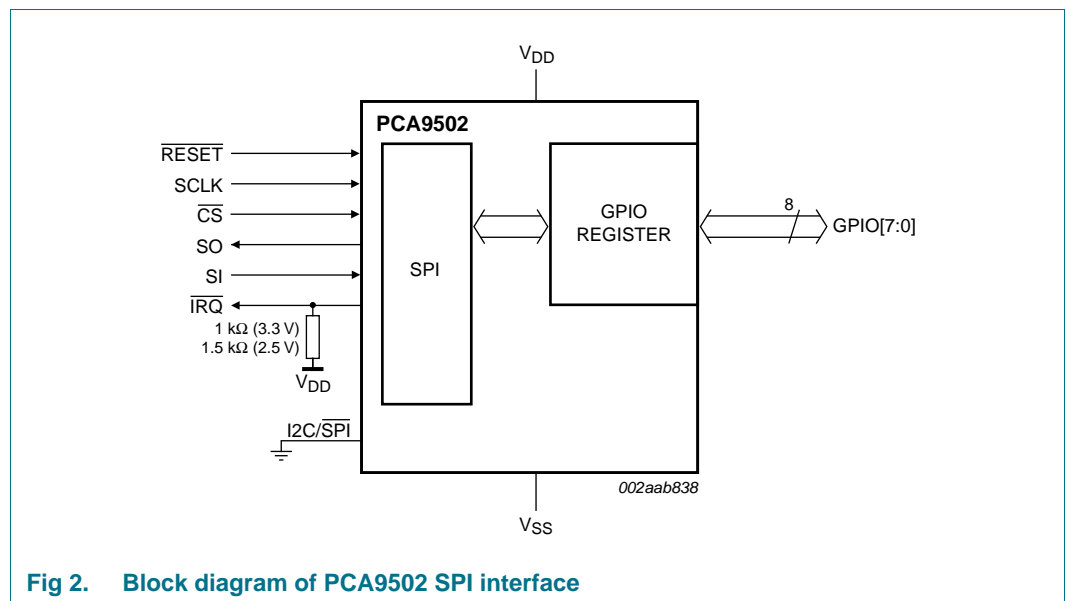 VDD
PCA9502
RESET
SCLK
CS
SO
SI
IRQ
1 kΩ (3.3 V)
1.5 kΩ (2.5 V)
VDD
I2C/SPI
SPI
GPIO
REGISTER
8
GPIO[7:0]
002aab838
VSS
Fig 2. Block diagram of PCA9502 SPI interface